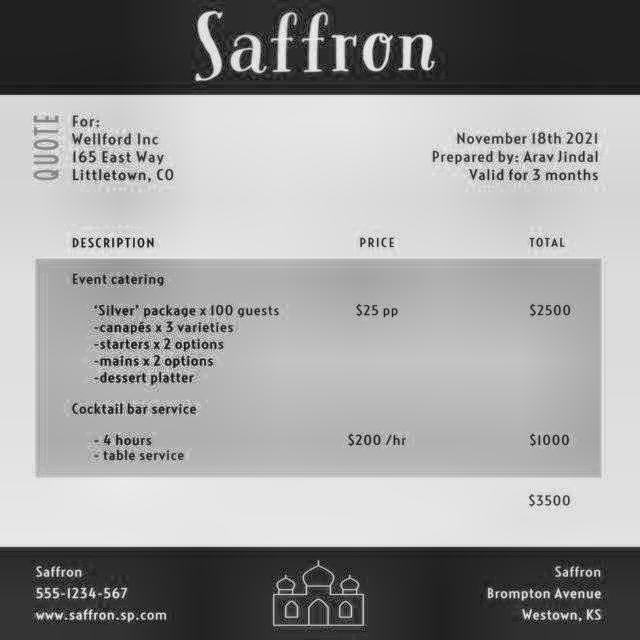 Saffron
QUOTE
For:
Wellford Inc
165 East Way
Littletown, CO
November 18th 2021
Prepared by: Arav Jindal
Valid for 3 months
DESCRIPTION PRICE TOTAL
Event catering
'Silver' package x 100 guests $25 pp $2500
-canapés x 3 varieties
-starters x 2 options
-mains x 2 options
-dessert platter
Cocktail bar service
- 4 hours $200 /hr $1000
- table service
$3500
Saffron
555-1234-567
www.saffron.sp.com
Saffron
Brompton Avenue
Westown, KS